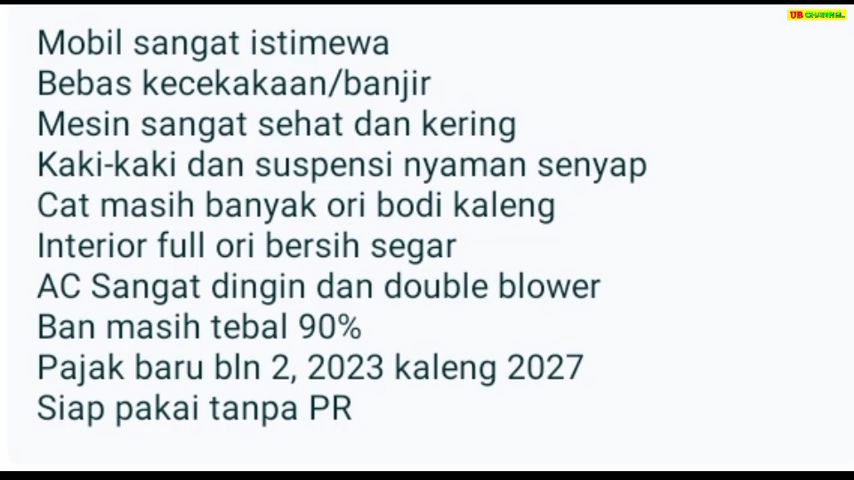 UB CHANNEL
Mobil sangat istimewa
Bebas kecekakaan/banjir
Mesin sangat sehat dan kering
Kaki-kaki dan suspensi nyaman senyap
Cat masih banyak ori bodi kaleng
Interior full ori bersih segar
AC Sangat dingin dan double blower
Ban masih tebal 90%
Pajak baru bln 2, 2023 kaleng 2027
Siap pakai tanpa PR